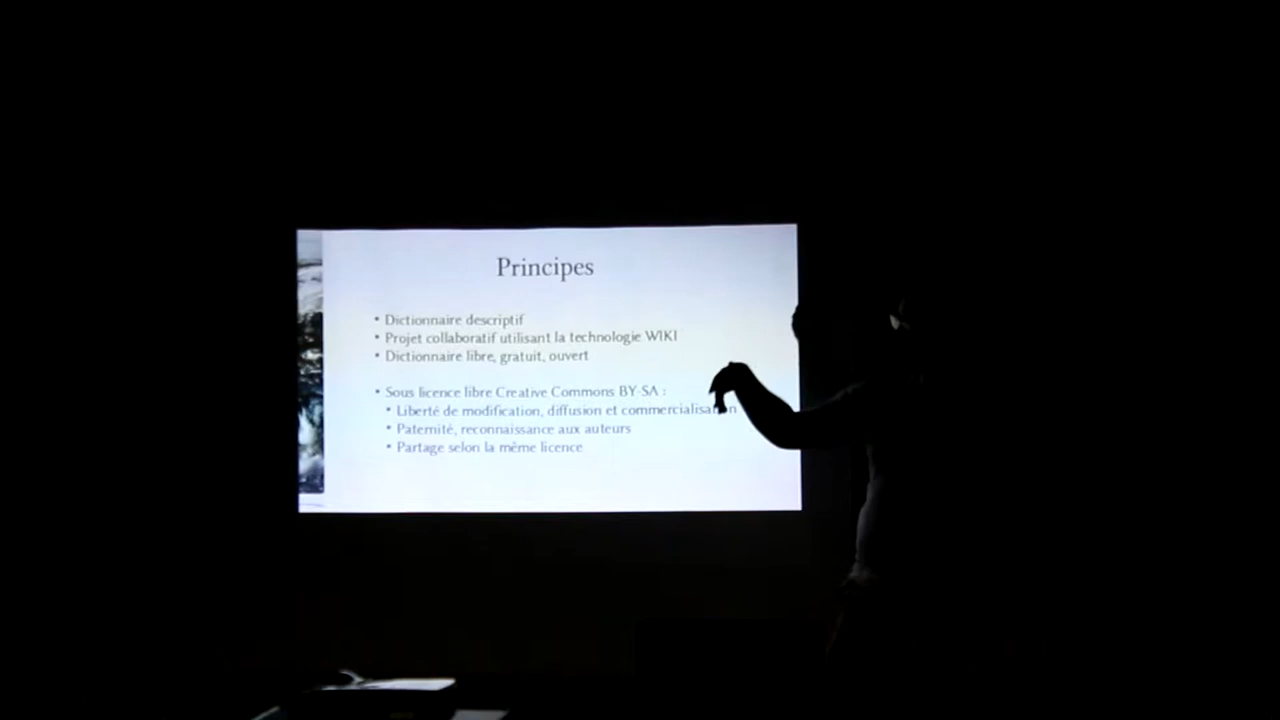 Principes
• Dictionnaire descriptif
• Projet collaboratif utilisant la technologie WIKI
• Dictionnaire libre, gratuit, ouvert
• Sous licence libre Creative Commons BY-SA :
• Liberté de modification, diffusion et commercialisation
• Paternité, reconnaissance aux auteurs
• Partage selon la même licence